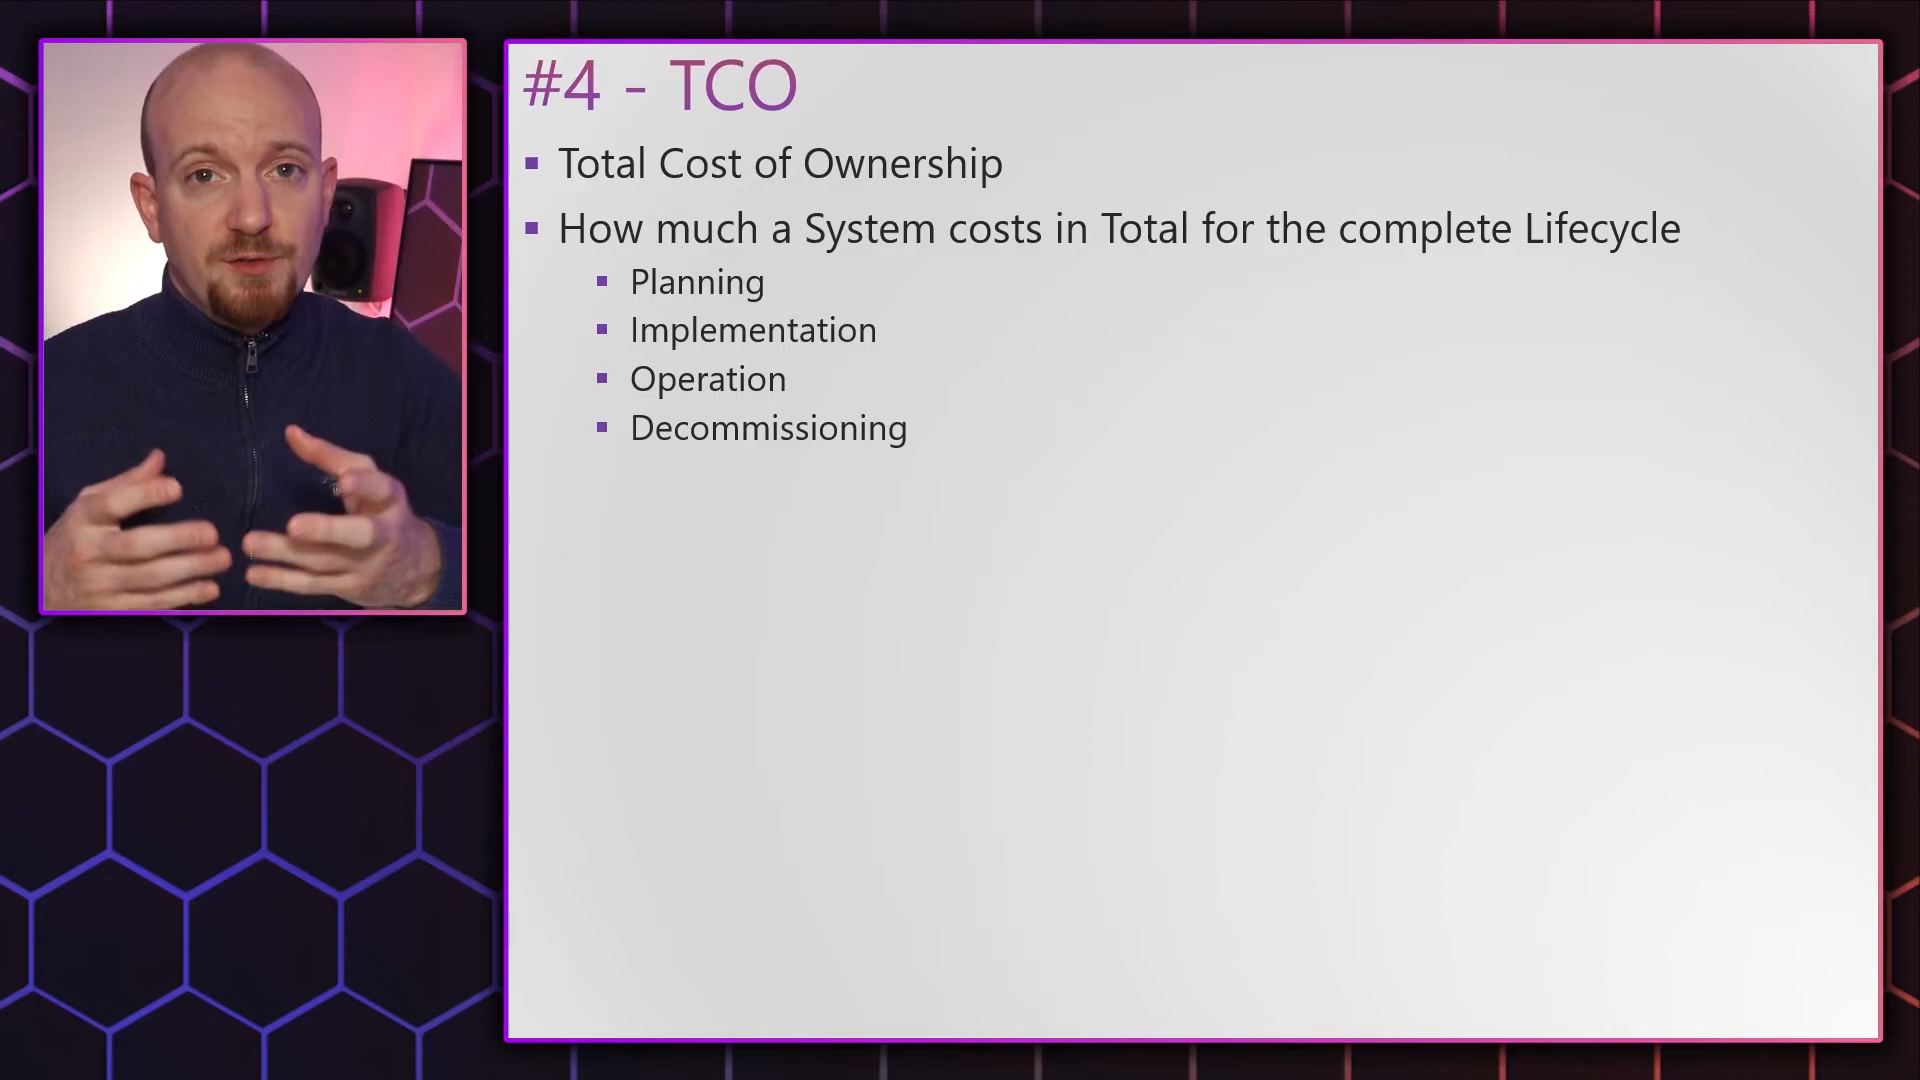 #4 - TCO
Total Cost of Ownership
How much a System costs in Total for the complete Lifecycle
Planning
Implementation
Operation
Decommissioning